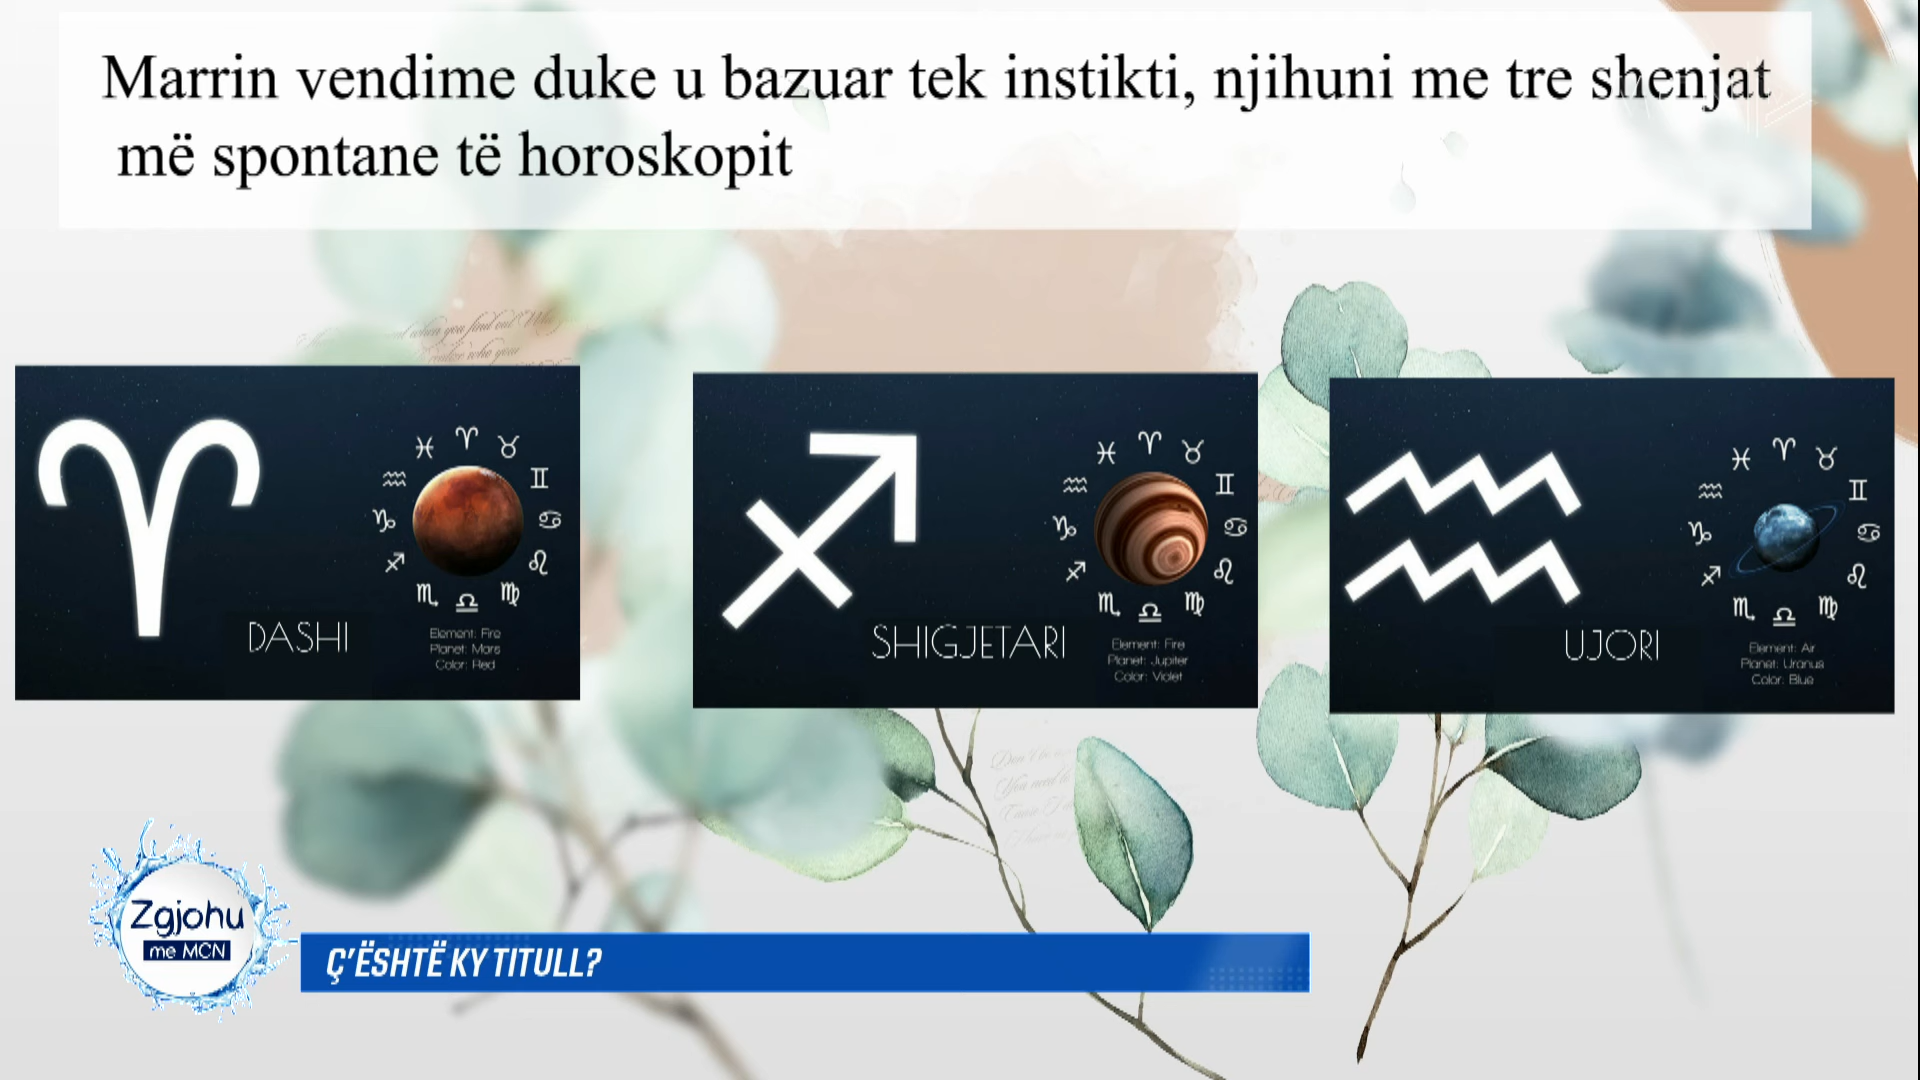 Marrin vendime duke u bazuar tek instikti, njihuni me tre shenjat
më spontane të horoskopit
DASHI
Element: Fire
Planet: Mars
Color: Red
SHIGJETARI
Element: Fire
Planet: Jupiter
Color: Violet
UJORI
Element: Air
Planet: Uranus
Color: Blue
Zgjohu
me MCN
Ç'ËSHTË KY TITULL?